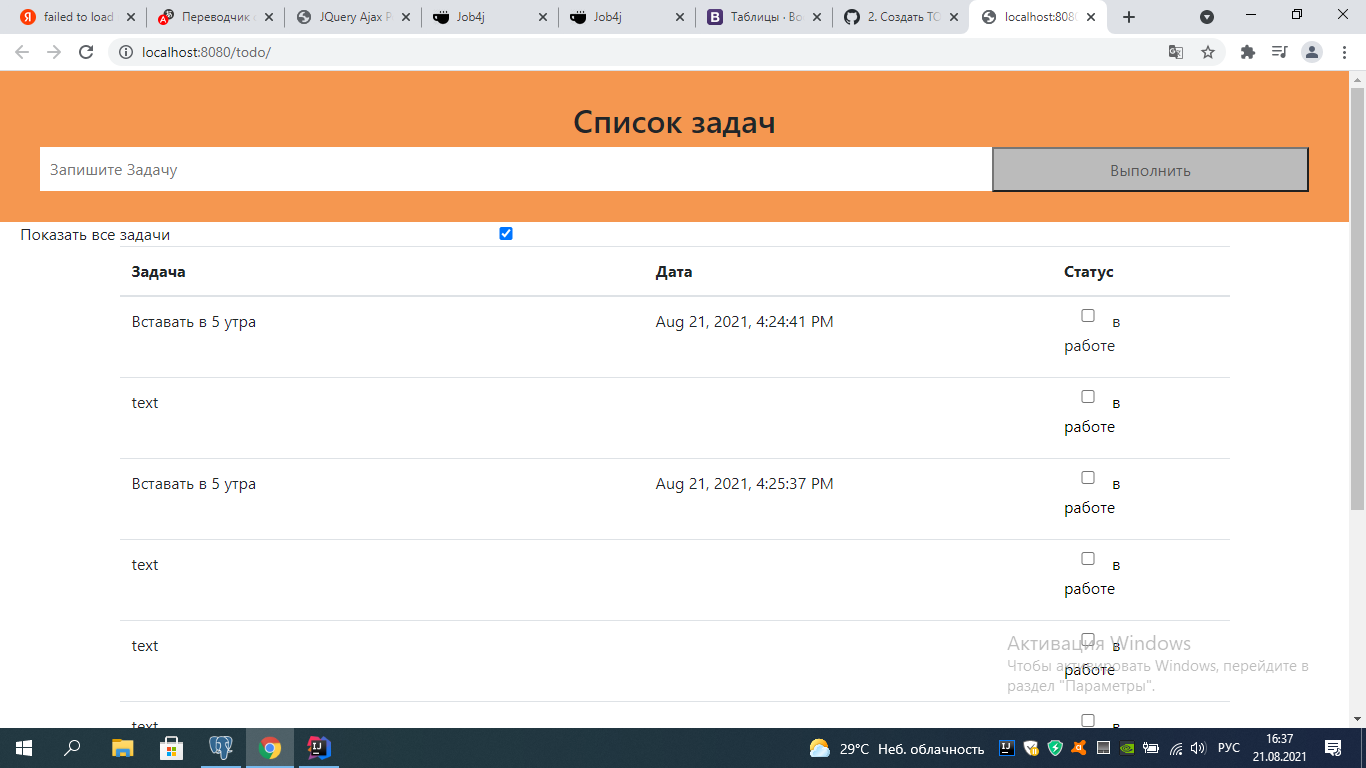 failed to load
Переводчик
JQuery Ajax P
Job4j
Job4j
Таблицы · Bo
2. Создать TO
localhost:808
localhost:8080/todo/
Список задач
Запишите Задачу
Выполнить
Показать все задачи
Задача Дата Статус
Вставать в 5 утра Aug 21, 2021, 4:24:41 PM в
работе
text в
работе
Вставать в 5 утра Aug 21, 2021, 4:25:37 PM в
работе
text в
работе
text в
работе
text в
Активация Windows
Чтобы активировать Windows, перейдите в
раздел "Параметры".
29°C Неб. облачность
РУС
16:37
21.08.2021